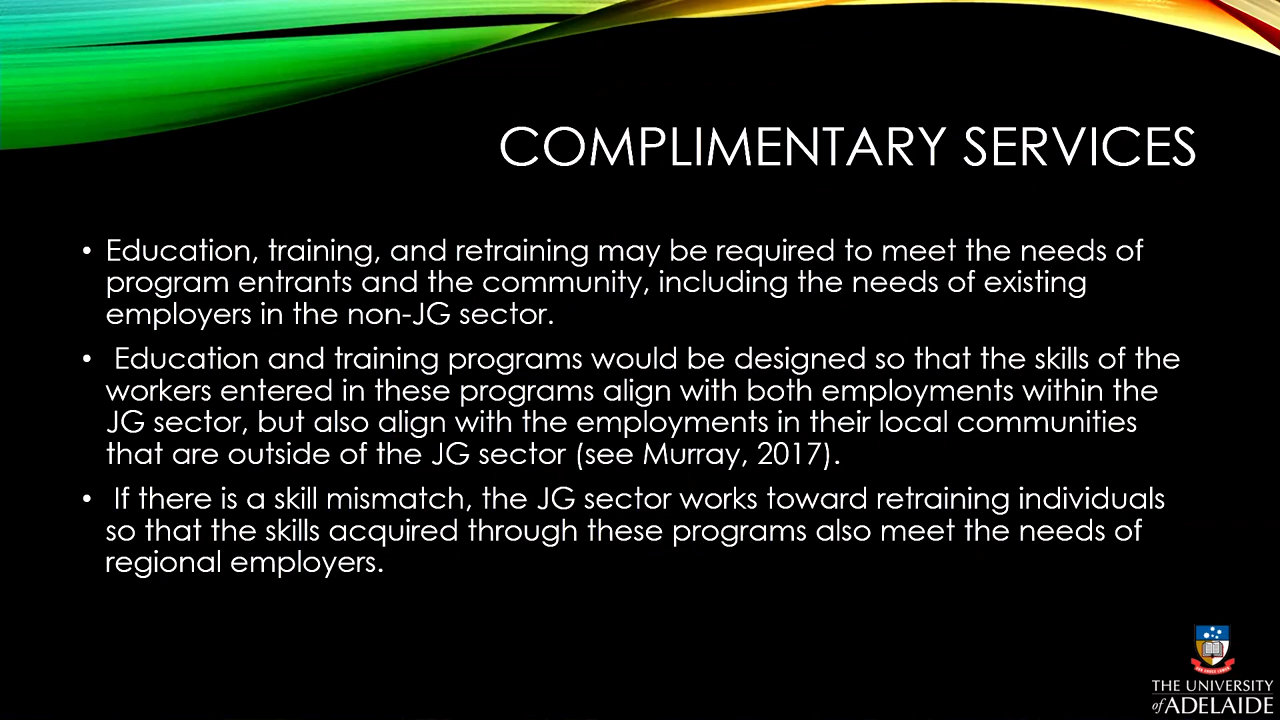 COMPLIMENTARY SERVICES
• Education, training, and retraining may be required to meet the needs of
program entrants and the community, including the needs of existing
employers in the non-JG sector.
• Education and training programs would be designed so that the skills of the
workers entered in these programs align with both employments within the
JG sector, but also align with the employments in their local communities
that are outside of the JG sector (see Murray, 2017).
• If there is a skill mismatch, the JG sector works toward retraining individuals
so that the skills acquired through these programs also meet the needs of
regional employers.
THE UNIVERSITY
of ADELAIDE